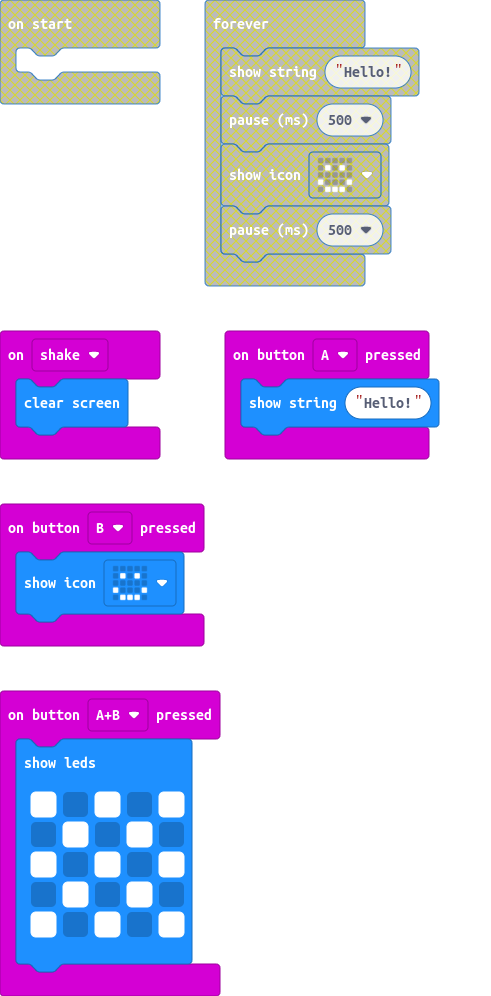 on start
forever
show string "Hello!"
pause (ms) 500
show icon
pause (ms) 500
on shake
clear screen
on button A pressed
show string "Hello!"
on button B pressed
show icon
on button A+B pressed
show leds